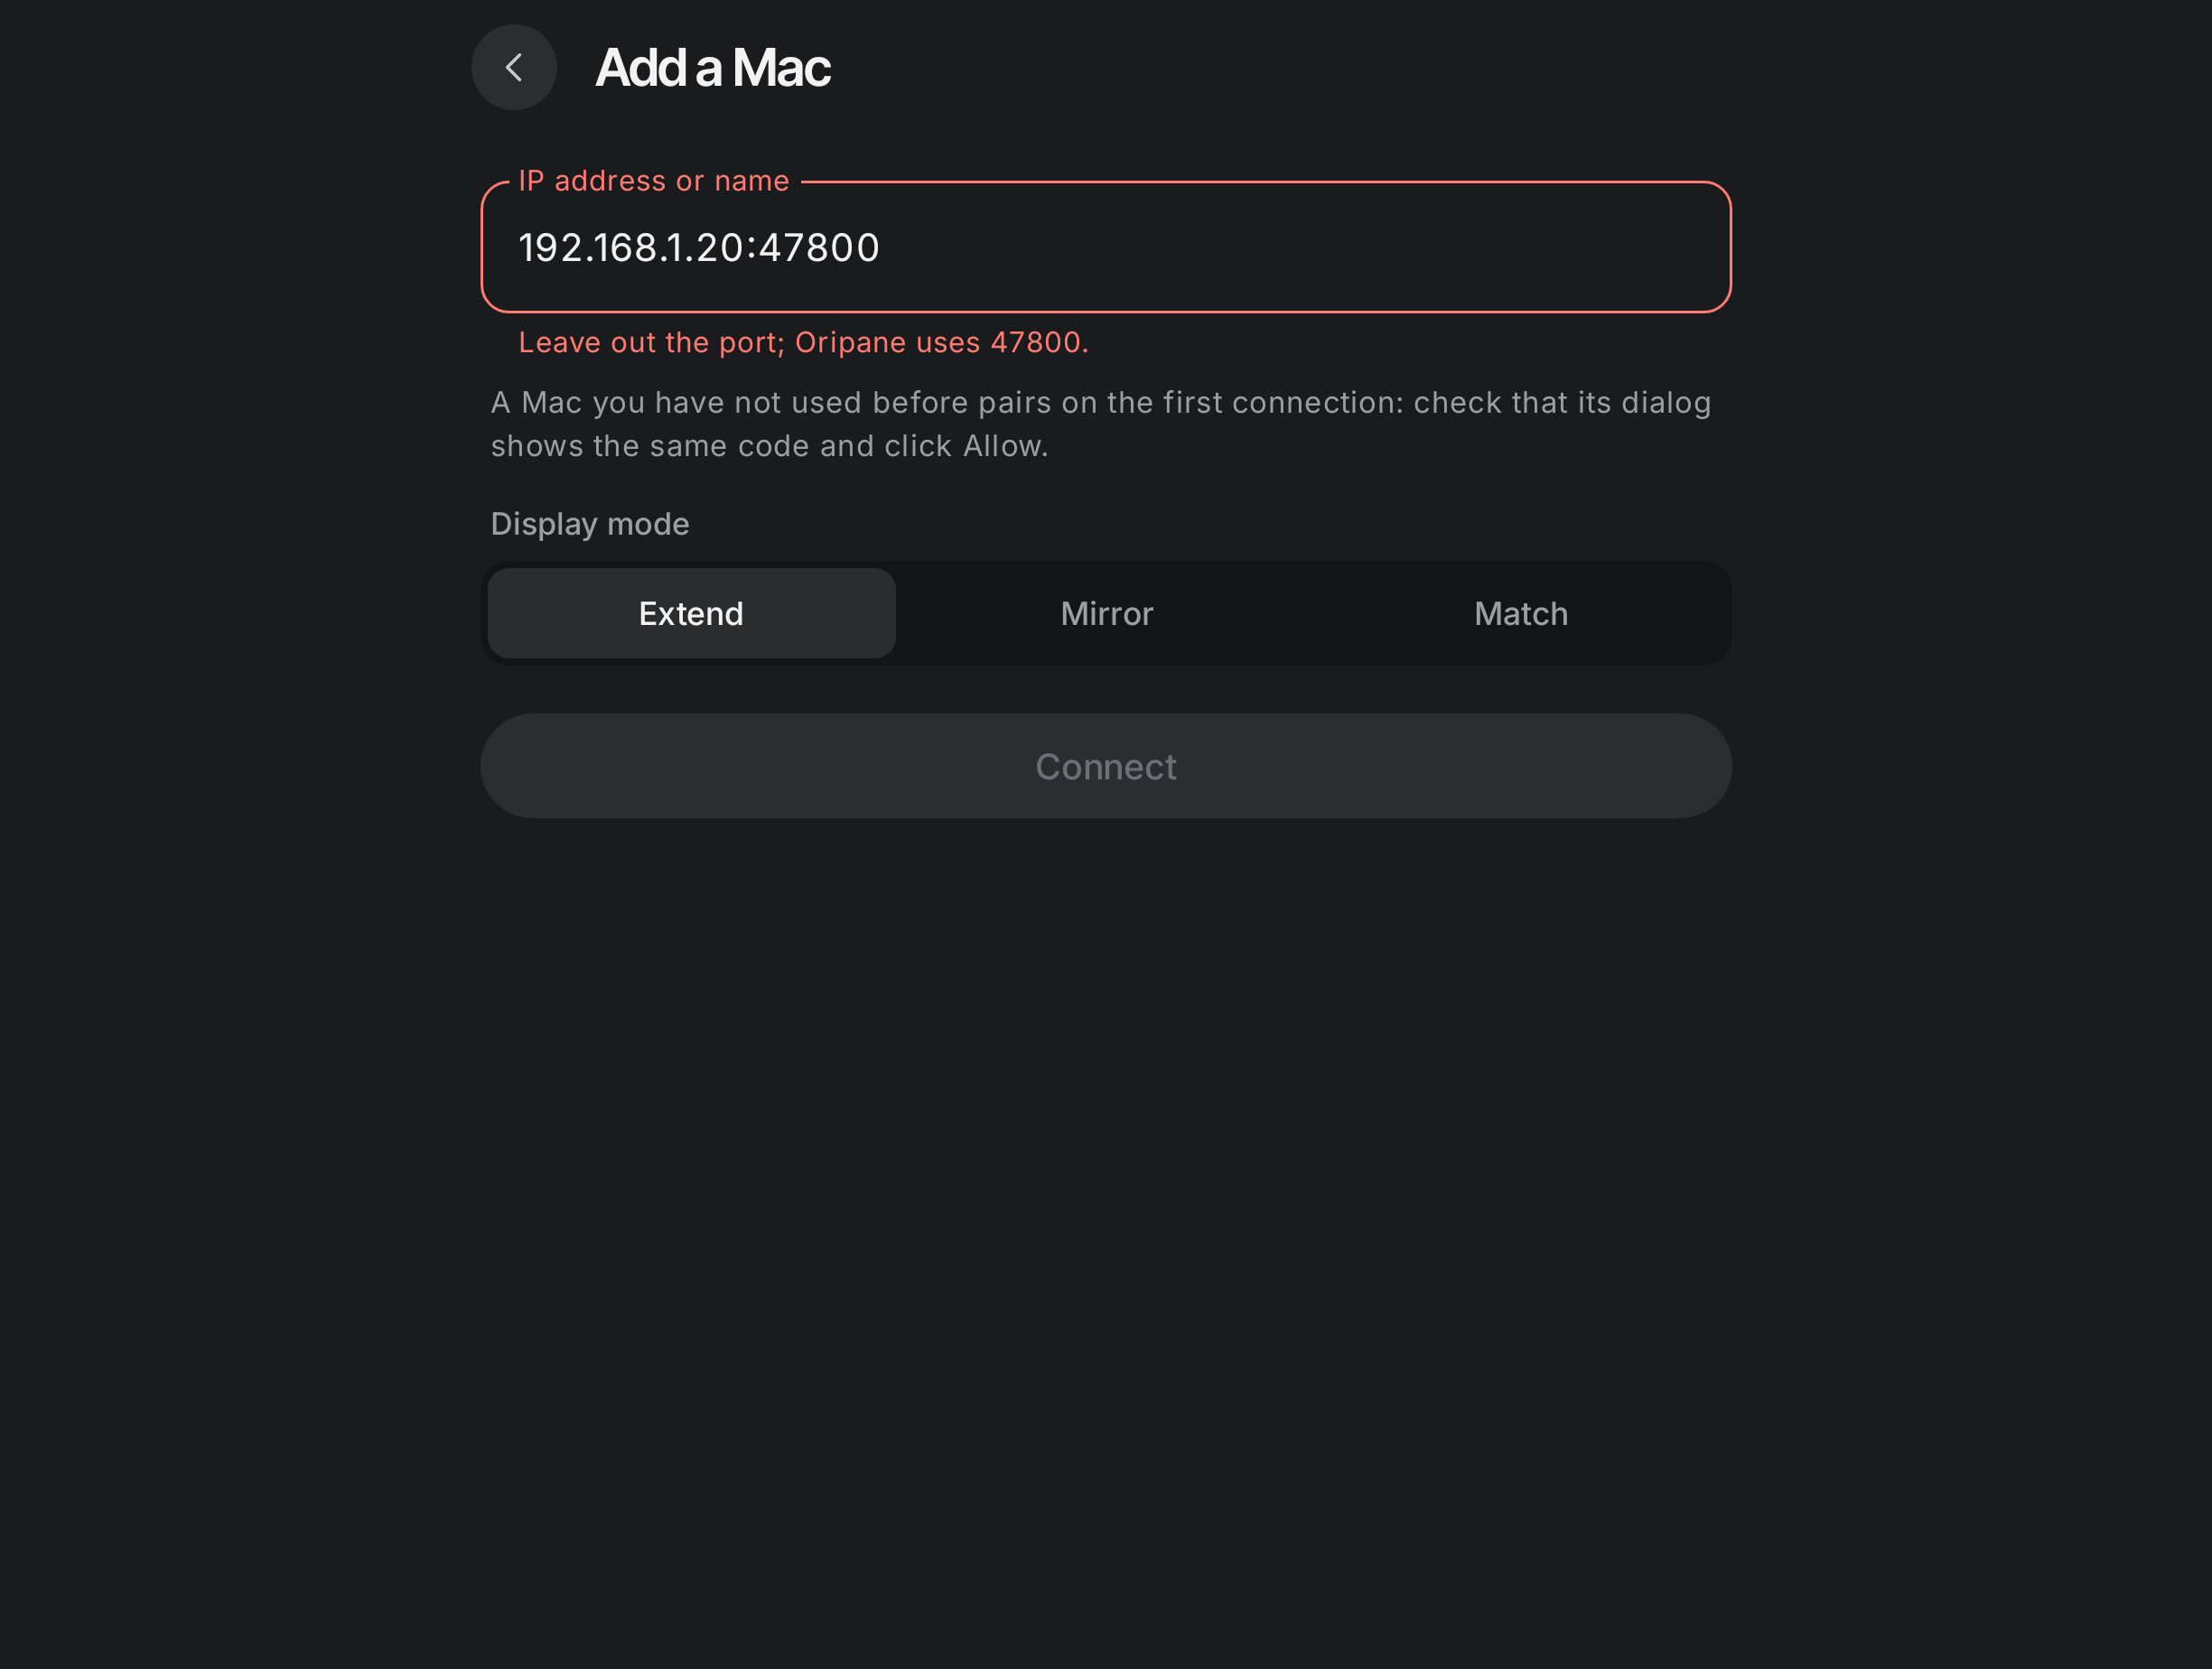 Add a Mac
IP address or name
192.168.1.20:47800
Leave out the port; Oripane uses 47800.
A Mac you have not used before pairs on the first connection: check that its dialog
shows the same code and click Allow.
Display mode
Extend
Mirror
Match
Connect